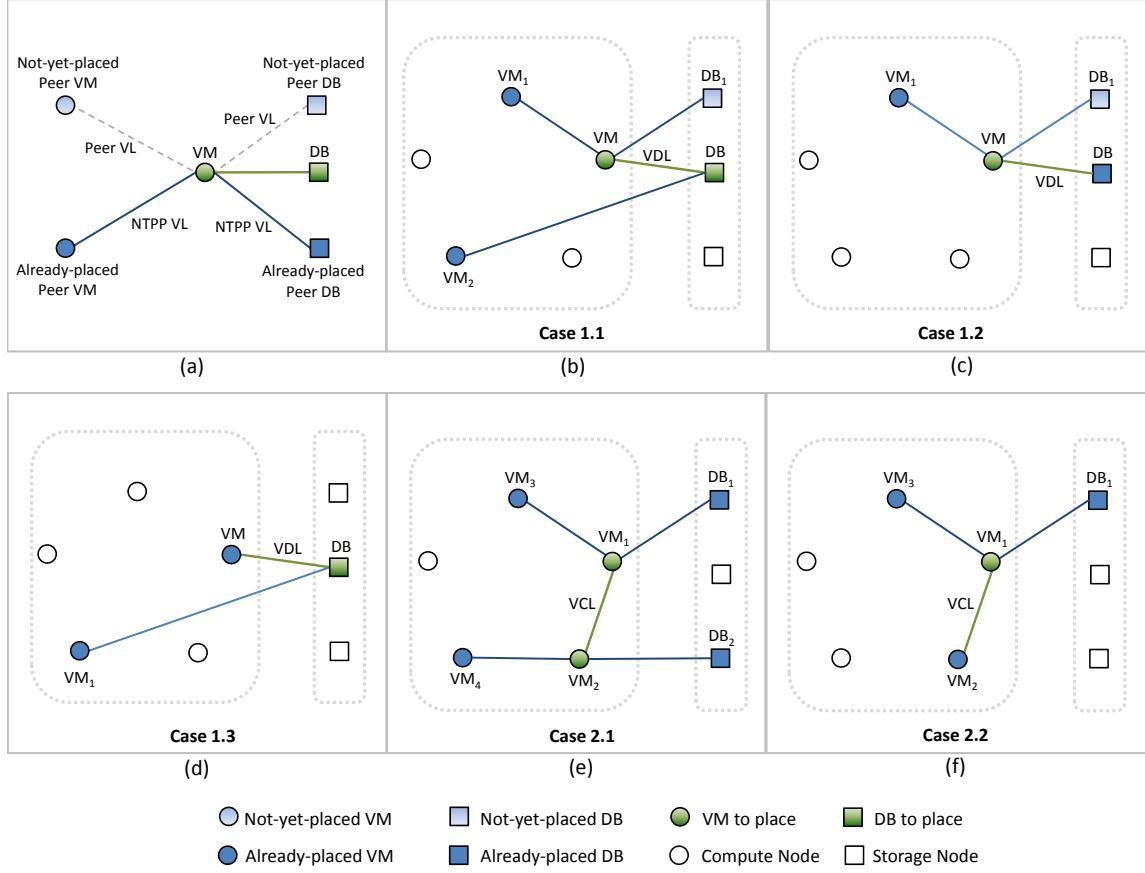 Not-yet-placed
Peer VM
Not-yet-placed
Peer DB
Peer VL
Peer VL
VM
DB
NTPP VL
NTPP VL
Already-placed
Peer VM
Already-placed
Peer DB
(a)
VM1
DB1
VM
VDL
DB
VM2
Case 1.1
(b)
VM1
DB1
VM
VDL
DB
Case 1.2
(c)
VM
VDL
DB
VM1
Case 1.3
(d)
VM3
DB1
VM1
VCL
DB2
VM4
VM2
Case 2.1
(e)
VM3
DB1
VM1
VCL
VM2
Case 2.2
(f)
Not-yet-placed VM
Not-yet-placed DB
VM to place
DB to place
Already-placed VM
Already-placed DB
Compute Node
Storage Node